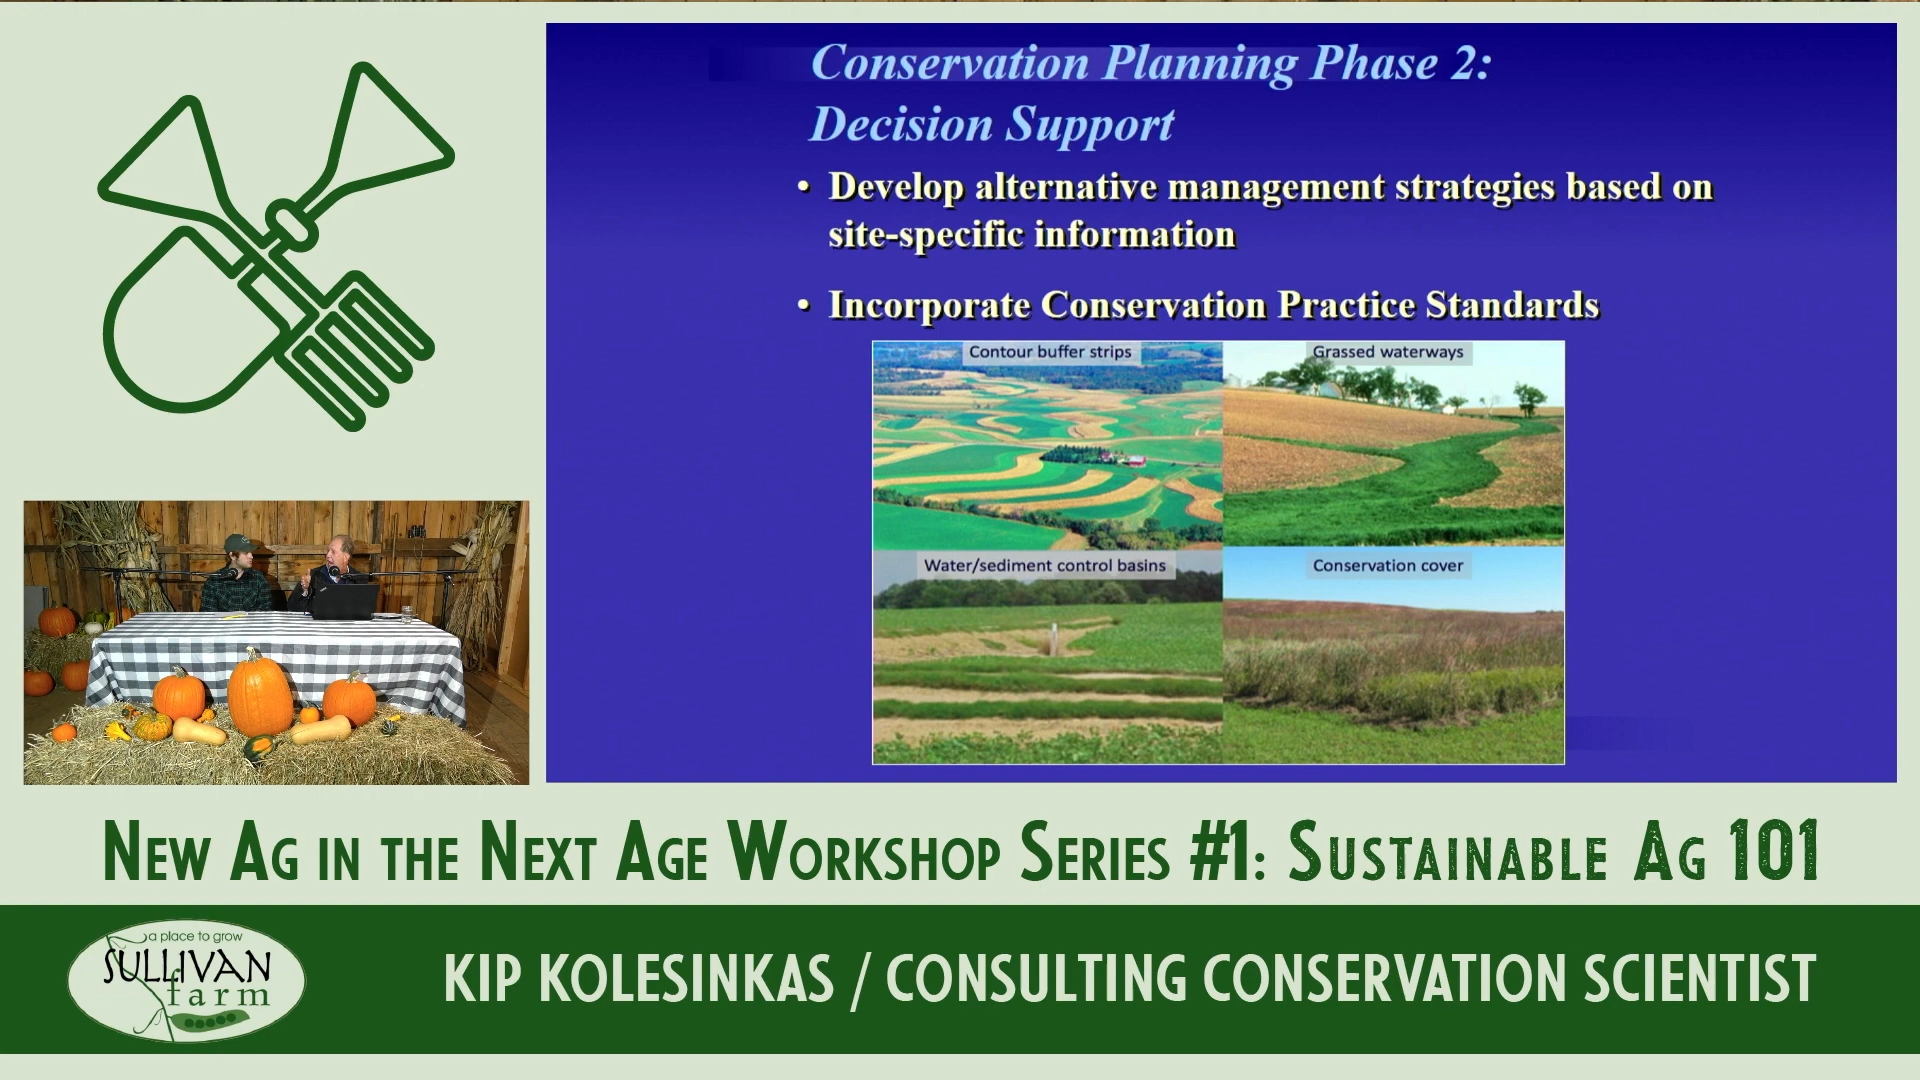 Conservation Planning Phase 2:
Decision Support
• Develop alternative management strategies based on
site-specific information
• Incorporate Conservation Practice Standards
Contour buffer strips
Grassed waterways
Water/sediment control basins
Conservation cover
New Ag in the Next Age Workshop Series #1: Sustainable Ag 101
a place to grow
SULLIVAN
farm
KIP KOLESINKAS / CONSULTING CONSERVATION SCIENTIST